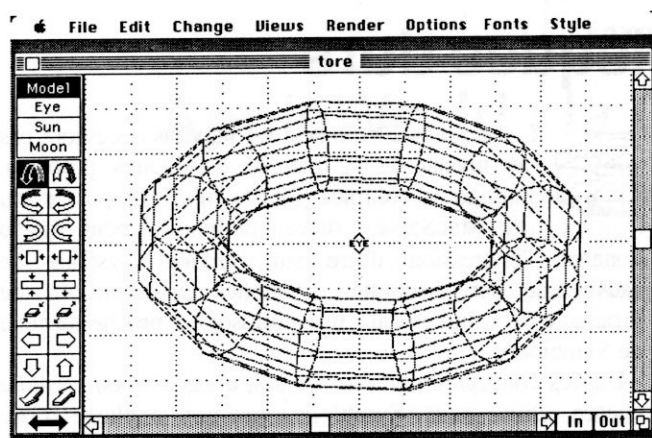 File Edit Change Views Render Options Fonts Style
tore
Model
Eye
Sun
Moon
EYE
In Out